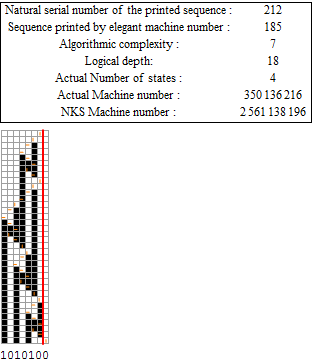 Natural serial number of the printed sequence : 212
Sequence printed by elegant machine number : 185
Algorithmic complexity : 7
Logical depth: 18
Actual Number of states : 4
Actual Machine number : 350 136 216
NKS Machine number : 2 561 138 196
1010100